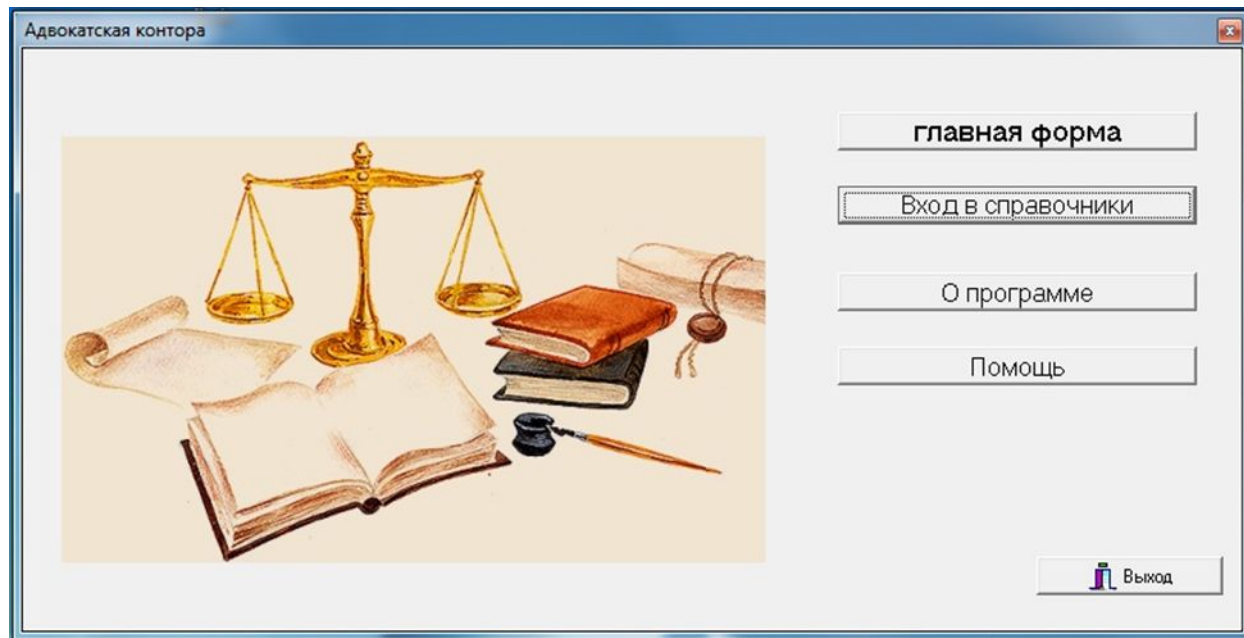 Адвокатская контора
главная форма
Вход в справочники
О программе
Помощь
Выход